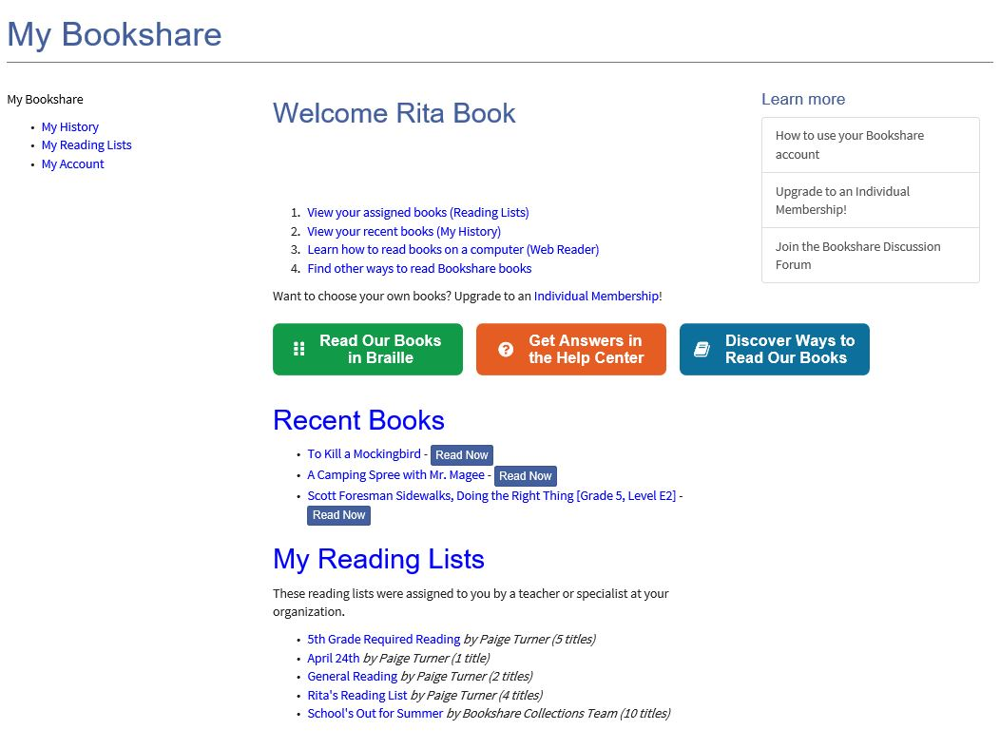 My Bookshare
My Bookshare
• My History
• My Reading Lists
• My Account
Welcome Rita Book
1. View your assigned books (Reading Lists)
2. View your recent books (My History)
3. Learn how to read books on a computer (Web Reader)
4. Find other ways to read Bookshare books
Want to choose your own books? Upgrade to an Individual Membership!
Read Our Books
in Braille
Get Answers in
the Help Center
Discover Ways to
Read Our Books
Recent Books
• To Kill a Mockingbird - Read Now
• A Camping Spree with Mr. Magee - Read Now
• Scott Foresman Sidewalks, Doing the Right Thing [Grade 5, Level E2] -
Read Now
My Reading Lists
These reading lists were assigned to you by a teacher or specialist at your
organization.
• 5th Grade Required Reading by Paige Turner (5 titles)
• April 24th by Paige Turner (1 title)
• General Reading by Paige Turner (2 titles)
• Rita's Reading List by Paige Turner (4 titles)
• School's Out for Summer by Bookshare Collections Team (10 titles)
Learn more
How to use your Bookshare
account
Upgrade to an Individual
Membership!
Join the Bookshare Discussion
Forum